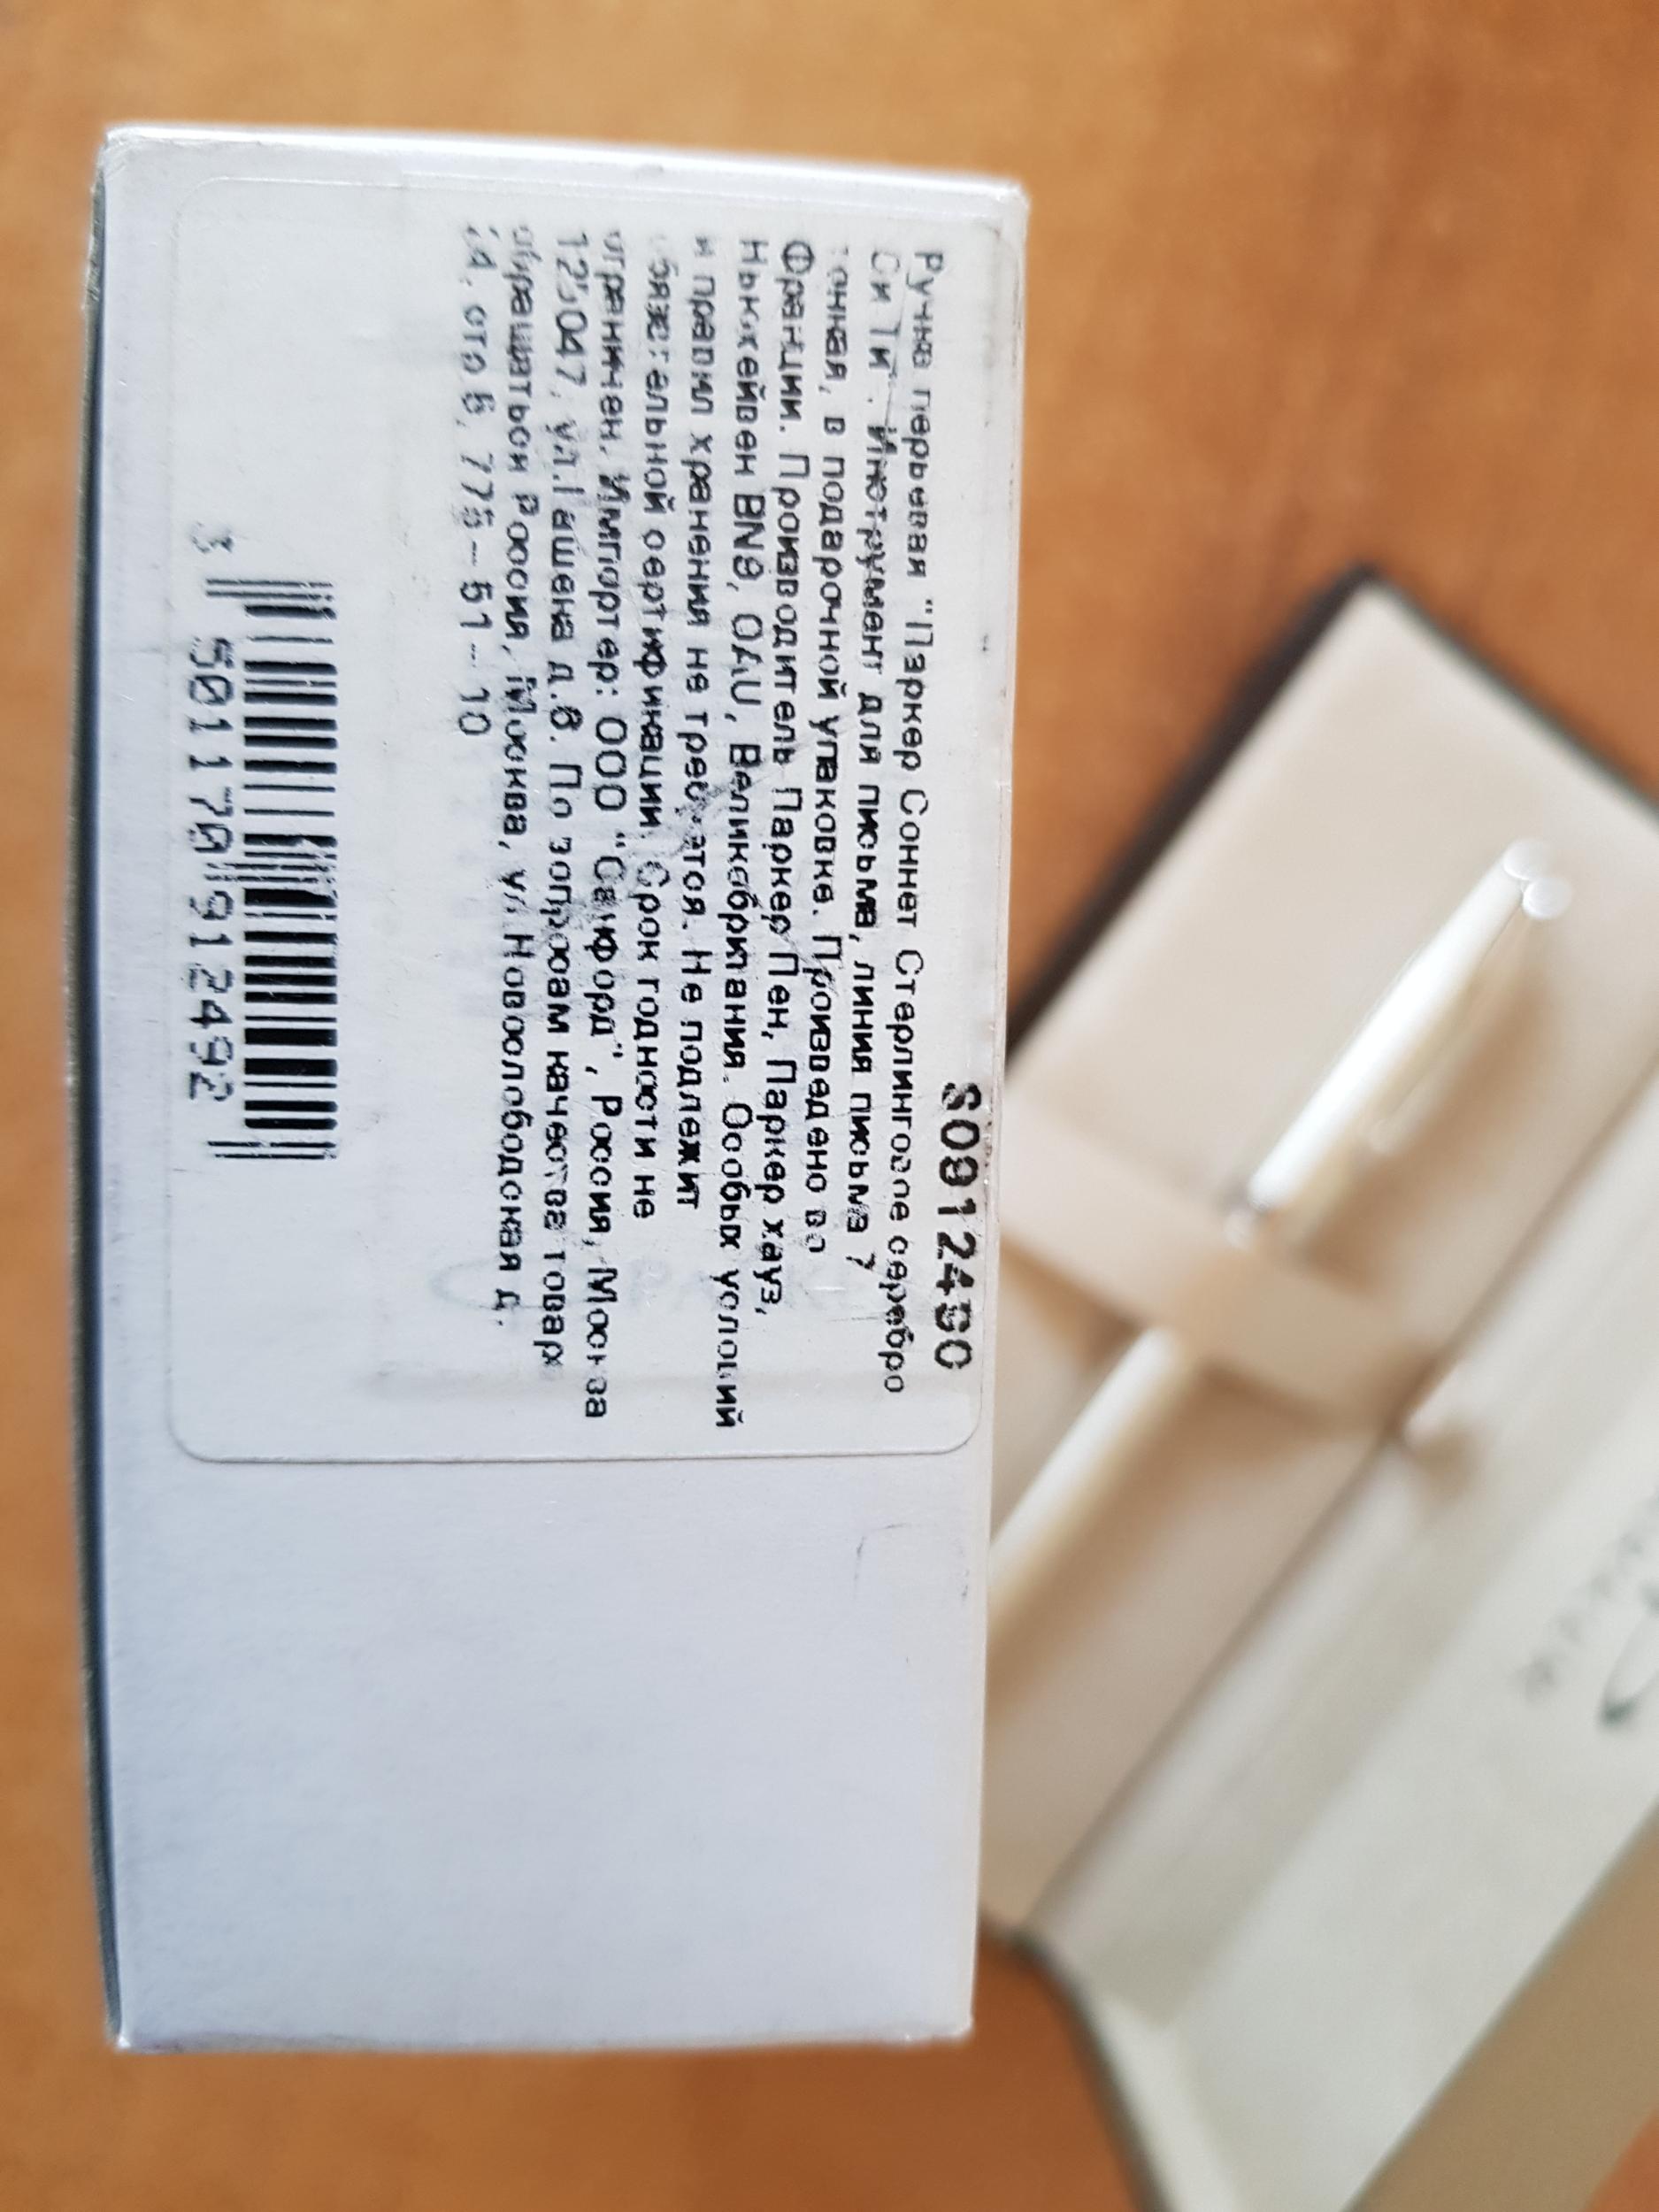 S0912490
Ручка перьевая "Паркер Соннет Стерлинговое серебро
Си Ти". Инструмент для письма, линия письма ?
тонкая, в подарочной упаковке. Произведено во
Франции. Производитель Паркер Пен, Паркер хауз,
Ньюхейвен BN9, 0AU, Великобритания. Особых условий
и правил хранения не требуется. Не подлежит
обязательной сертификации. Срок годности не
ограничен. Импортер: ООО "Санфорд", Россия, Москва
125047, ул.Гашека д.6. По вопросам качества товара
обращаться Россия, Москва, ул.Новослободская д.
14, стр 6, 775-51-10
3 501170 912492